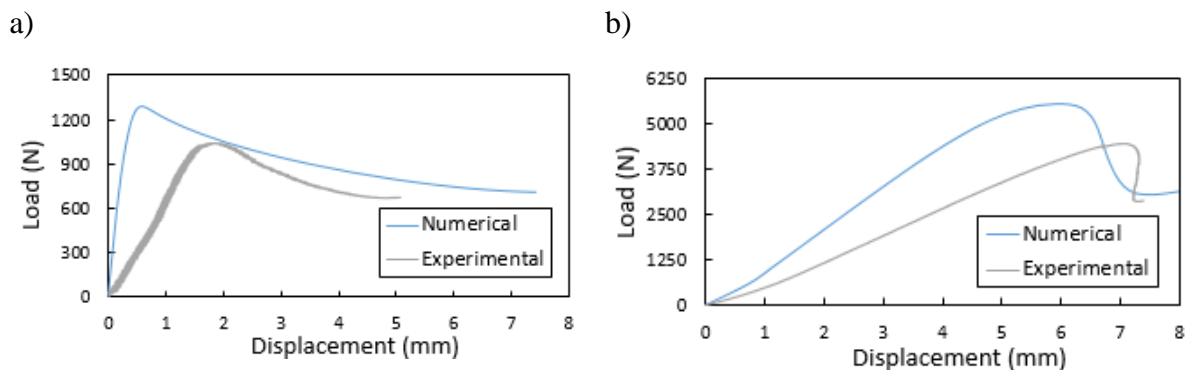 a)
1500
1200
900
600
300
0
Load (N)
0 1 2 3 4 5 6 7 8
Displacement (mm)
Numerical
Experimental
b)
6250
5000
3750
2500
1250
0
Load (N)
0 1 2 3 4 5 6 7 8
Displacement (mm)
Numerical
Experimental